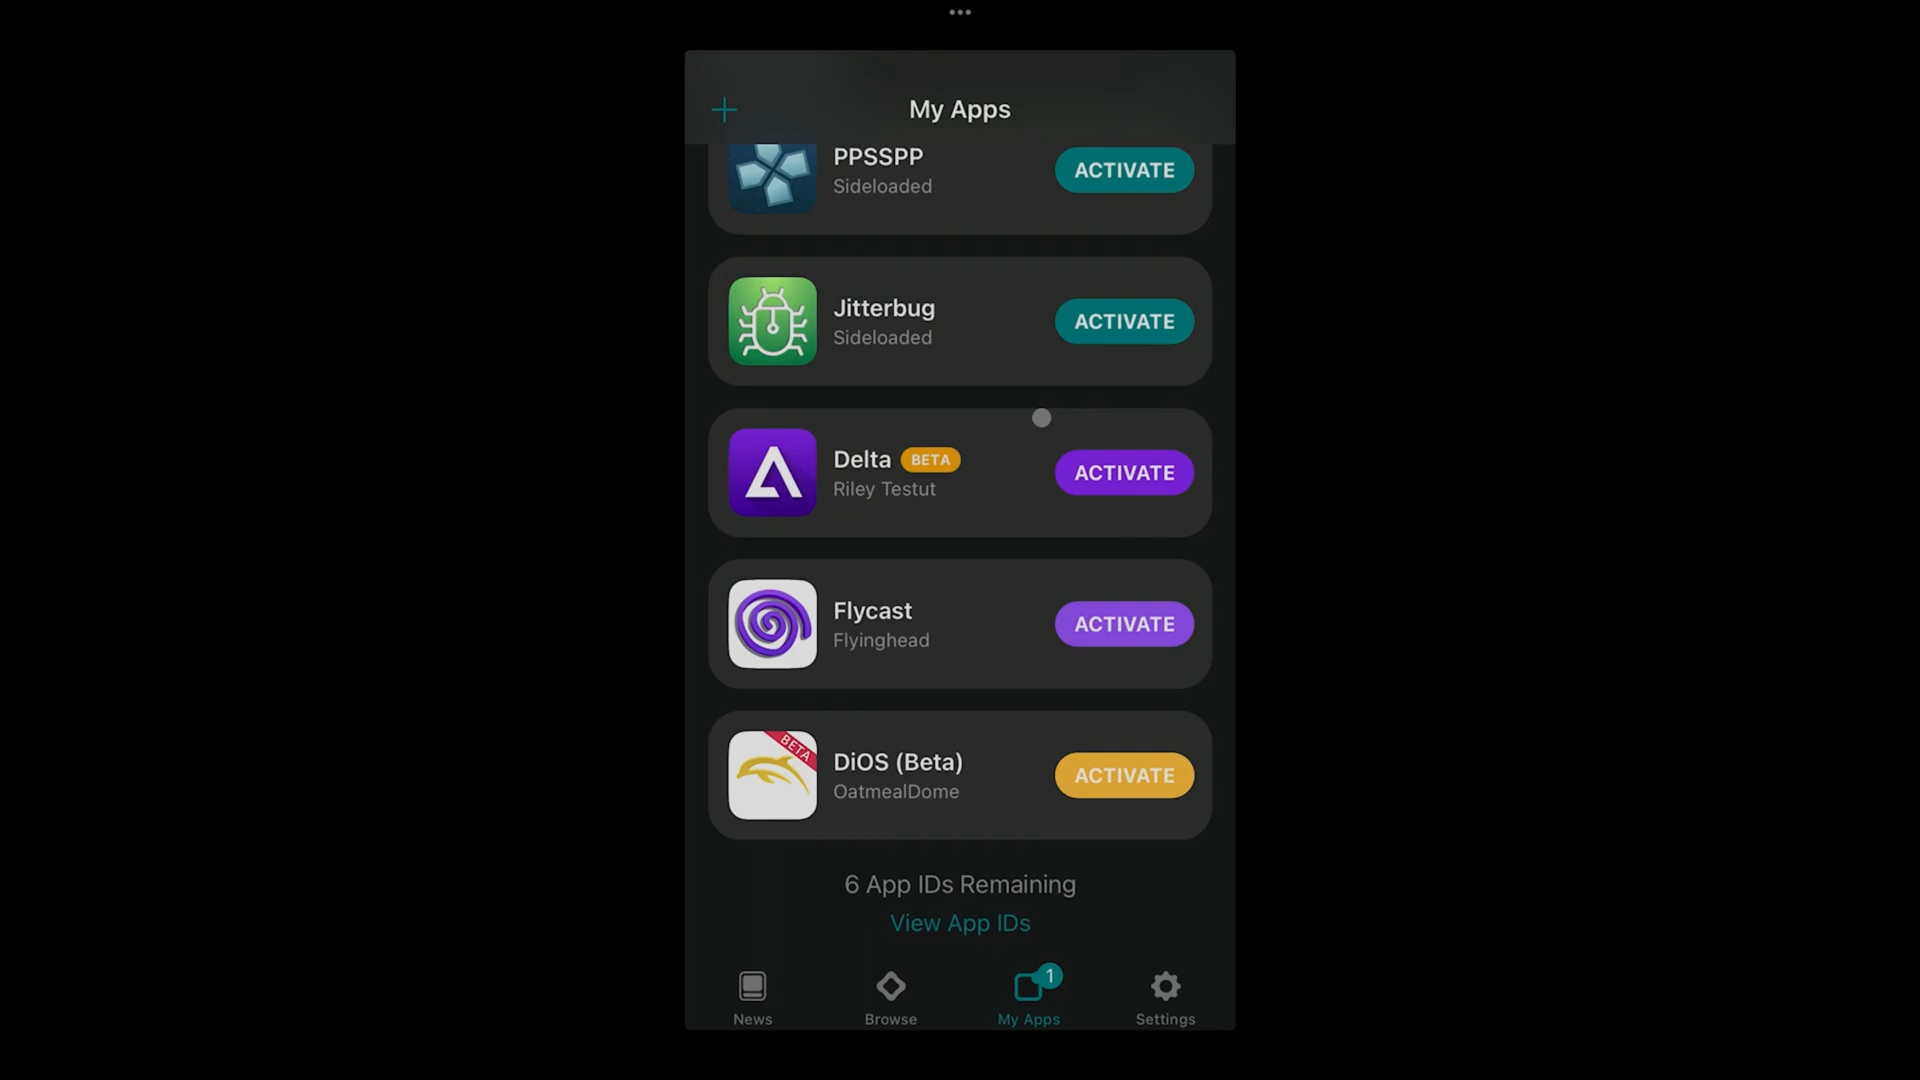 My Apps
PPSSPP
Sideloaded
ACTIVATE
Jitterbug
Sideloaded
ACTIVATE
Delta BETA
Riley Testut
ACTIVATE
Flycast
Flyinghead
ACTIVATE
BETA
DiOS (Beta)
OatmealDome
ACTIVATE
6 App IDs Remaining
View App IDs
1
News
Browse
My Apps
Settings